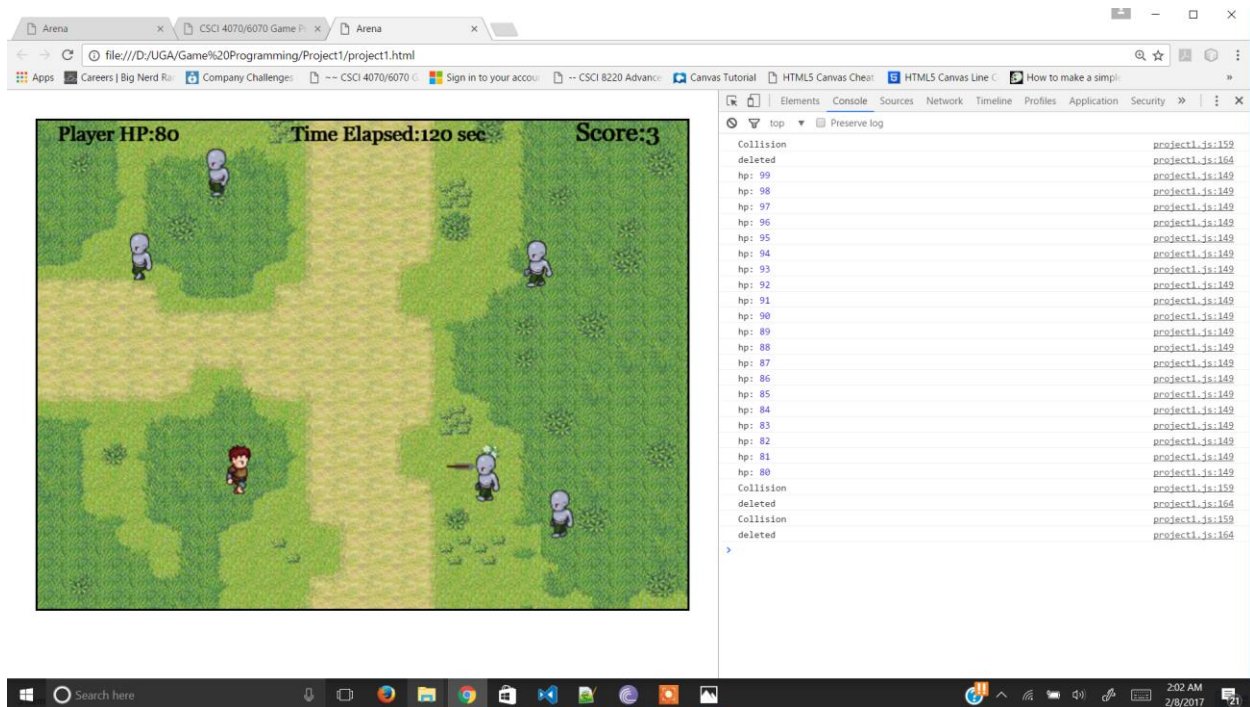 Arena
CSCI 4070/6070 Game P
Arena
file:///D:/UGA/Game%20Programming/Project1/project1.html
Apps Careers | Big Nerd Ra Company Challenges ~~ CSCI 4070/6070 G Sign in to your accou -- CSCI 8220 Advance Canvas Tutorial HTML5 Canvas Cheat HTML5 Canvas Line C How to make a simpl »
Elements Console Sources Network Timeline Profiles Application Security »
top Preserve log
Player HP:80 Time Elapsed:120 sec Score:3
Collision project1.js:159
deleted project1.js:164
hp: 99 project1.js:149
hp: 98 project1.js:149
hp: 97 project1.js:149
hp: 96 project1.js:149
hp: 95 project1.js:149
hp: 94 project1.js:149
hp: 93 project1.js:149
hp: 92 project1.js:149
hp: 91 project1.js:149
hp: 90 project1.js:149
hp: 89 project1.js:149
hp: 88 project1.js:149
hp: 87 project1.js:149
hp: 86 project1.js:149
hp: 85 project1.js:149
hp: 84 project1.js:149
hp: 83 project1.js:149
hp: 82 project1.js:149
hp: 81 project1.js:149
hp: 80 project1.js:149
Collision project1.js:159
deleted project1.js:164
Collision project1.js:159
deleted project1.js:164
>
Search here
2:02 AM
2/8/2017
21